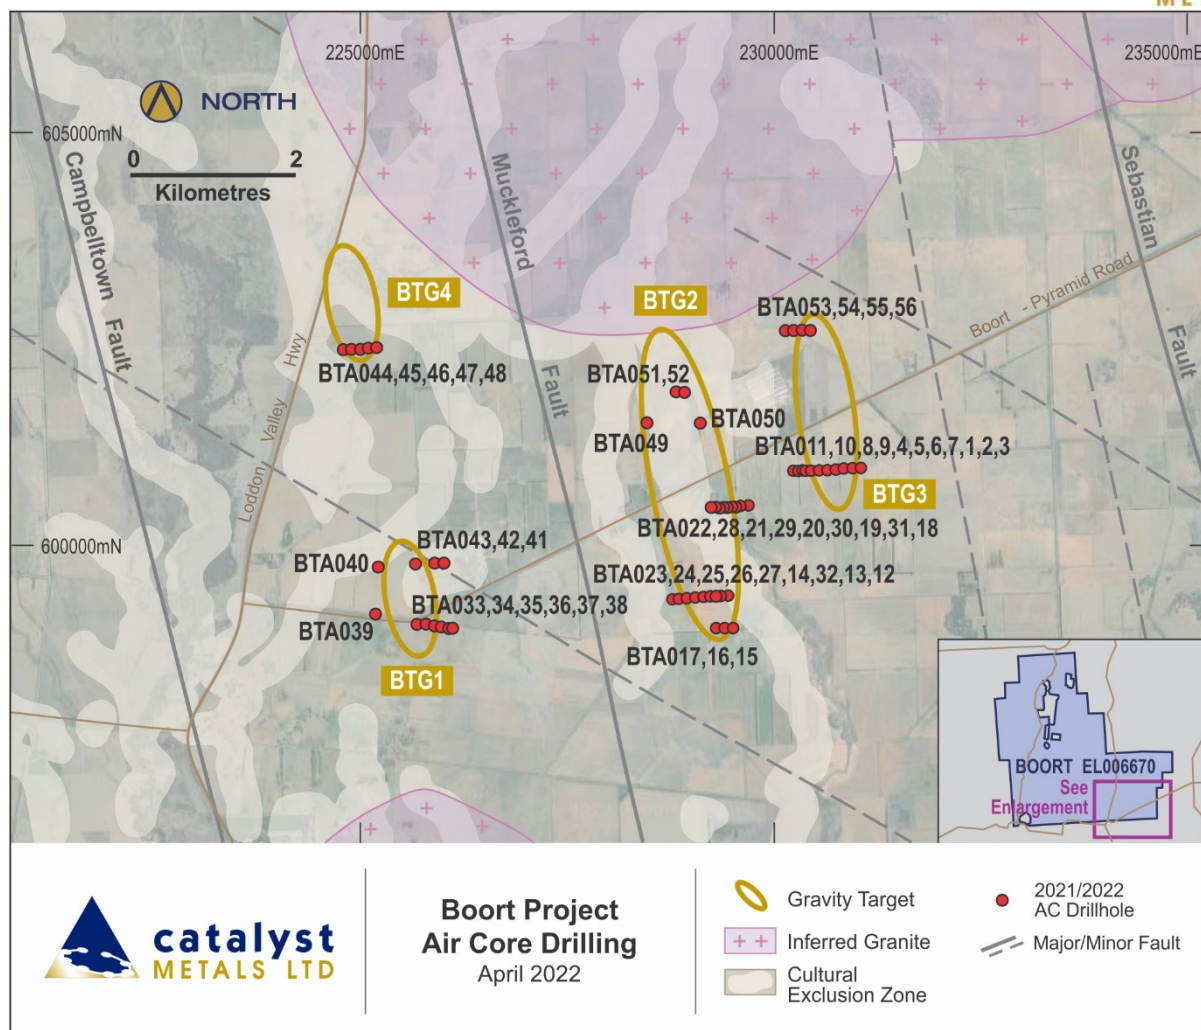 ME
225000mE
230000mE
235000mE
NORTH
605000mN
0 2
Kilometres
Campbelltown Fault
Muckleford Fault
Sebastian Fault
BTG4
BTG2
BTA053,54,55,56
Boort - Pyramid Road
Loddon Valley Hwy
BTA044,45,46,47,48
BTA051,52
BTA050
BTA049
BTA011,10,8,9,4,5,6,7,1,2,3
BTG3
600000mN
BTA022,28,21,29,20,30,19,31,18
BTA043,42,41
BTA040
BTA023,24,25,26,27,14,32,13,12
BTA033,34,35,36,37,38
BTA039
BTA017,16,15
BTG1
BOORT EL006670
See
Enlargement
catalyst
METALS LTD
Boort Project
Air Core Drilling
April 2022
Gravity Target
Inferred Granite
Cultural
Exclusion Zone
2021/2022
AC Drillhole
Major/Minor Fault